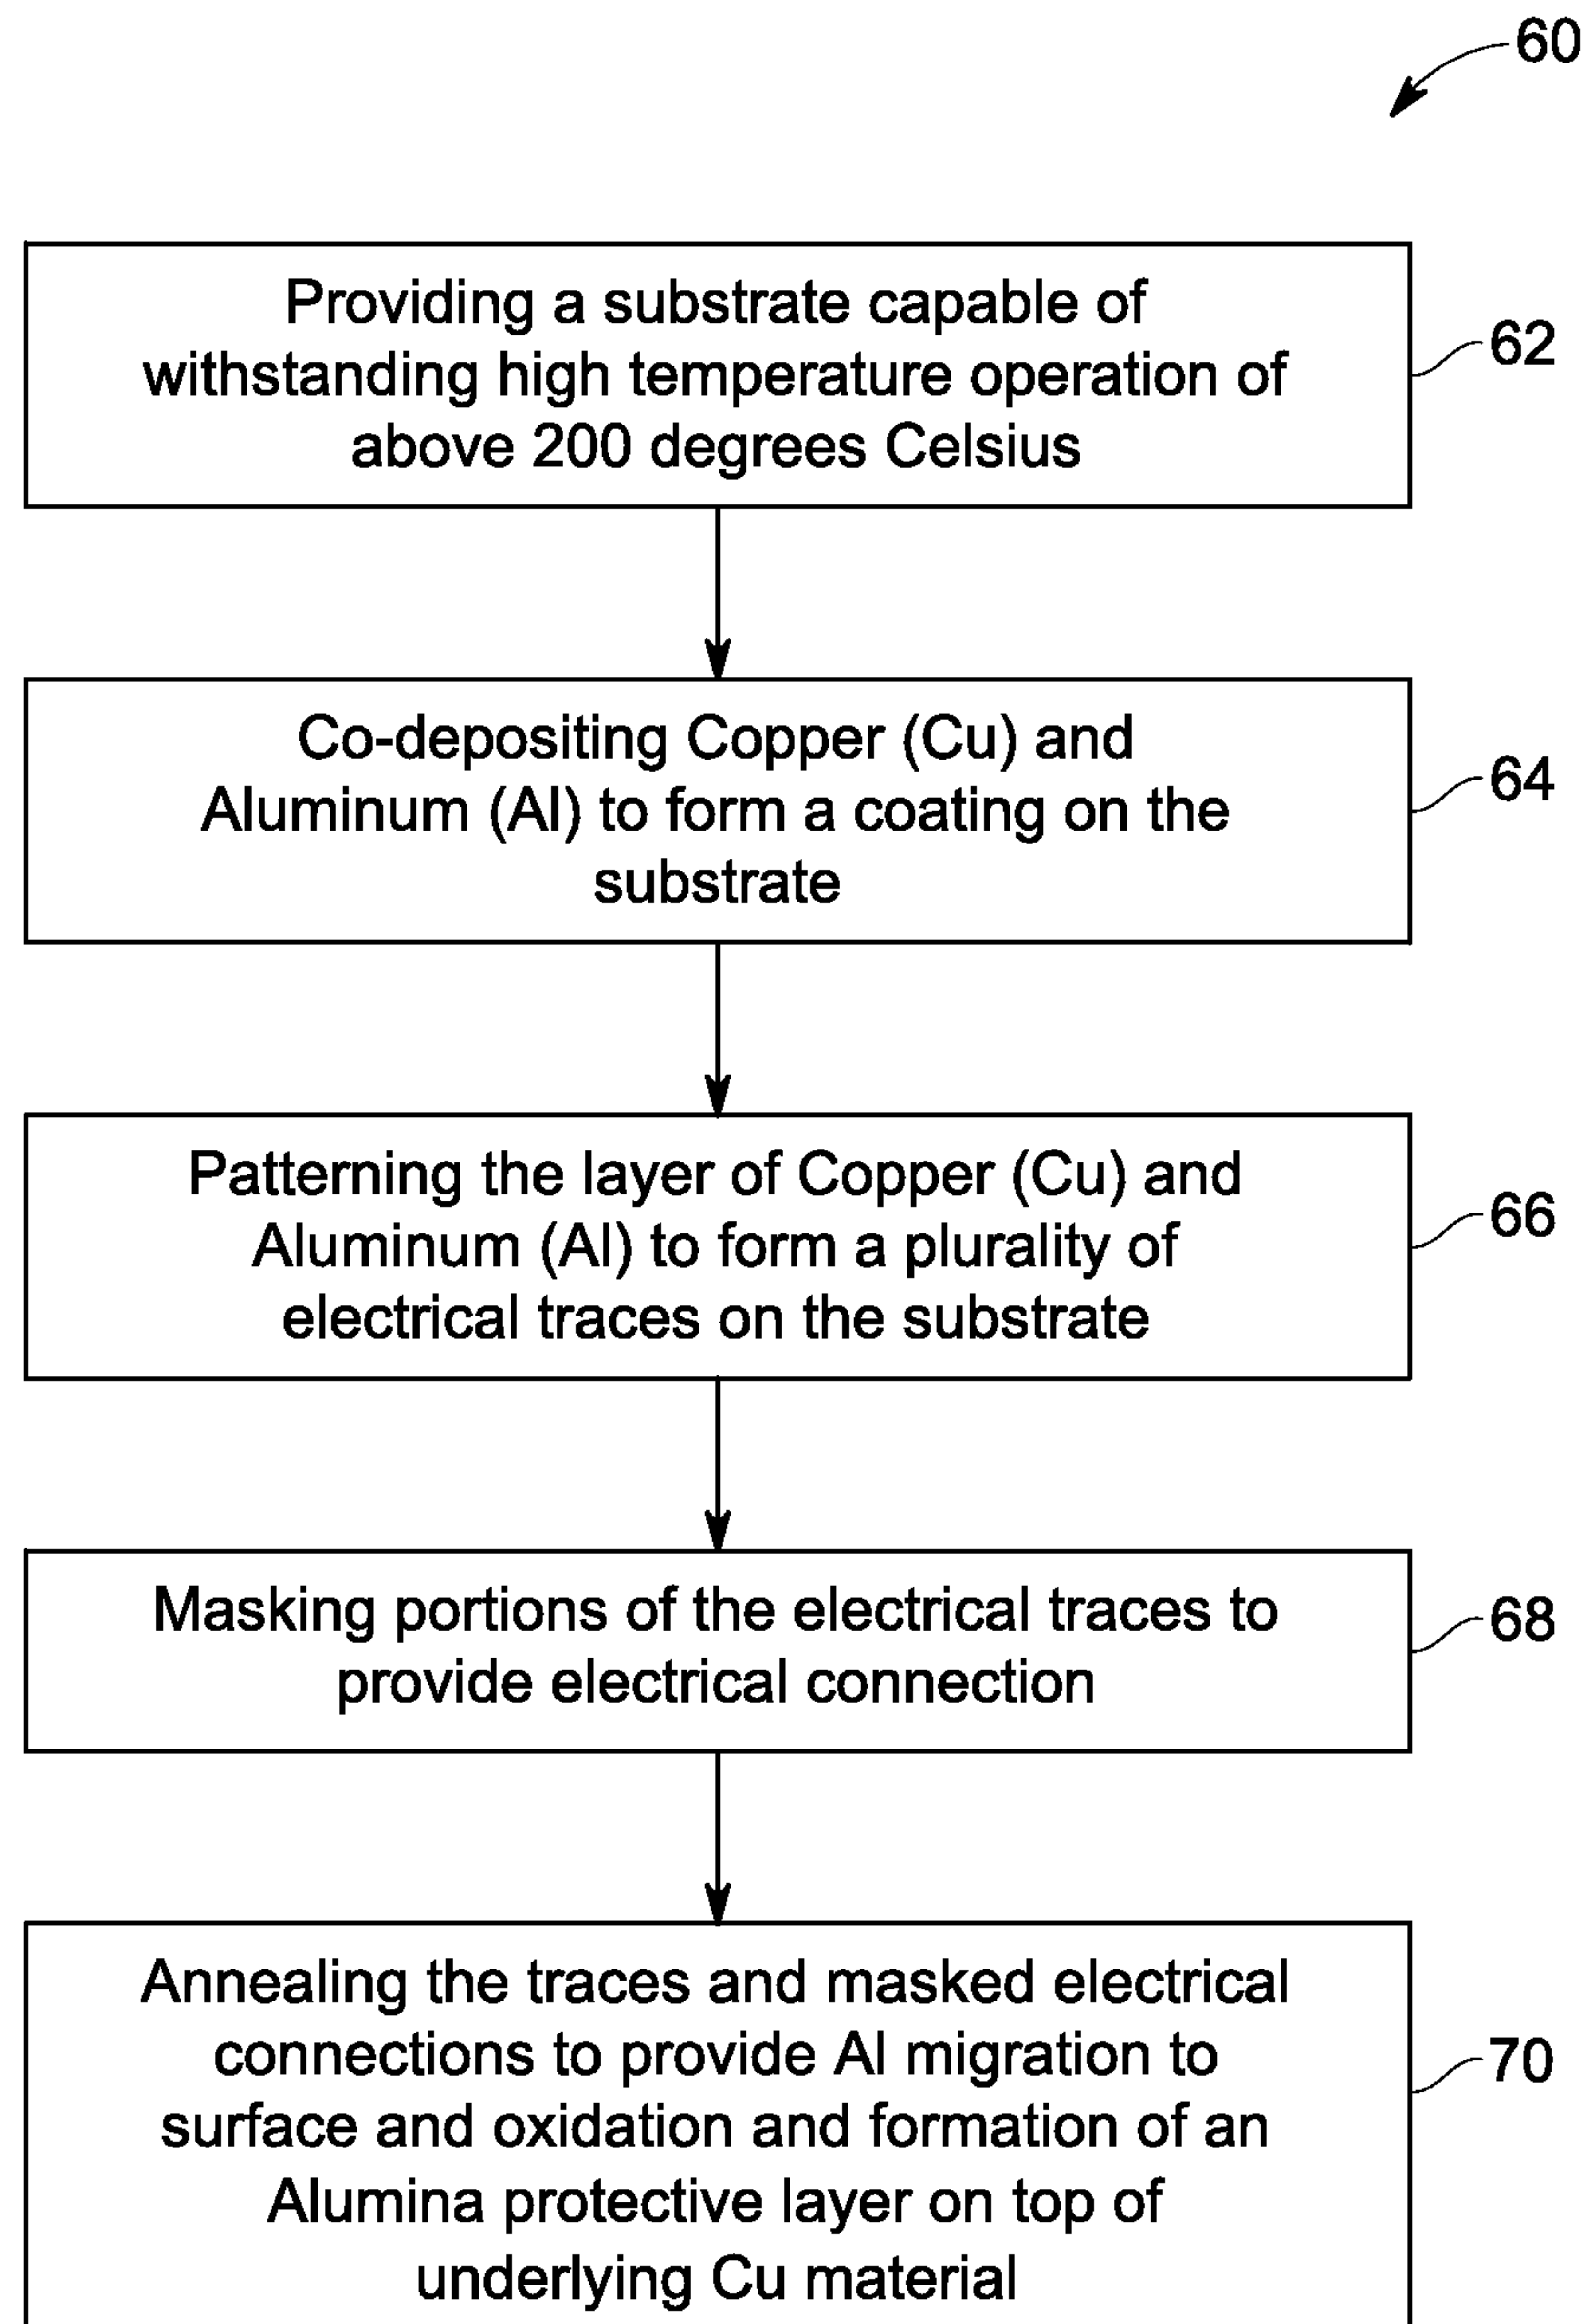 60
Providing a substrate capable of
withstanding high temperature operation of
above 200 degrees Celsius
62
Co-depositing Copper (Cu) and
Aluminum (Al) to form a coating on the
substrate
64
Patterning the layer of Copper (Cu) and
Aluminum (Al) to form a plurality of
electrical traces on the substrate
66
Masking portions of the electrical traces to
provide electrical connection
68
Annealing the traces and masked electrical
connections to provide Al migration to
surface and oxidation and formation of an
Alumina protective layer on top of
underlying Cu material
70